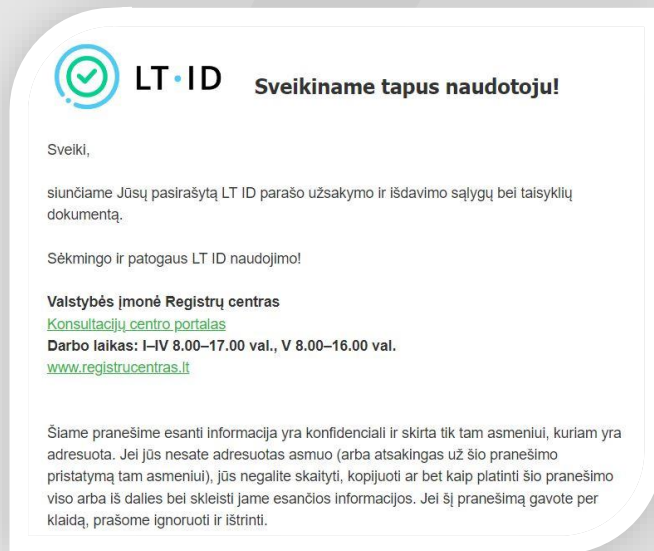 LT·ID Sveikiname tapus naudotoju!
Sveiki,
siunčiame Jūsų pasirašytą LT ID parašo užsakymo ir išdavimo sąlygų bei taisyklių
dokumentą.
Sėkmingo ir patogaus LT ID naudojimo!
Valstybės įmonė Registrų centras
Konsultacijų centro portalas
Darbo laikas: I–IV 8.00–17.00 val., V 8.00–16.00 val.
www.registrucentras.lt
Šiame pranešime esanti informacija yra konfidenciali ir skirta tik tam asmeniui, kuriam yra
adresuota. Jei jūs nesate adresuotas asmuo (arba atsakingas už šio pranešimo
pristatymą tam asmeniui), jūs negalite skaityti, kopijuoti ar bet kaip platinti šio pranešimo
viso arba iš dalies bei skleisti jame esančios informacijos. Jei šį pranešimą gavote per
klaidą, prašome ignoruoti ir ištrinti.